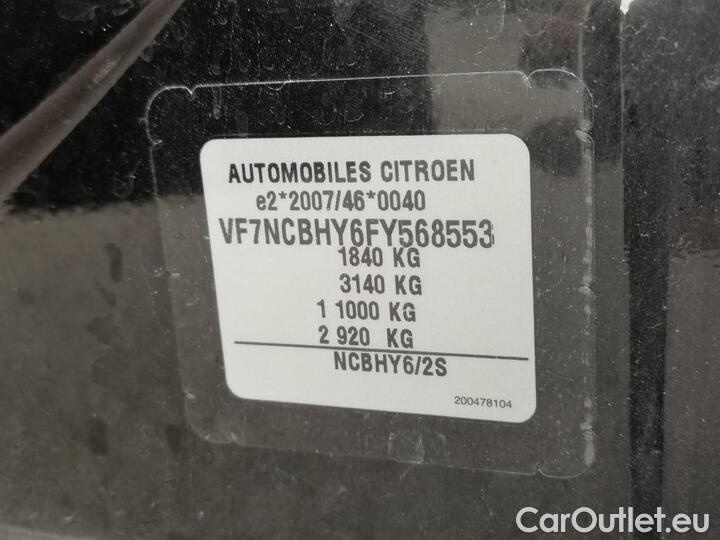 AUTOMOBILES CITROEN
e2*2007/46*0040
VF7NCBHY6FY568553
1840 KG
3140 KG
1 1000 KG
2 920 KG
NCBHY6/2S
200478104
CarOutlet.eu